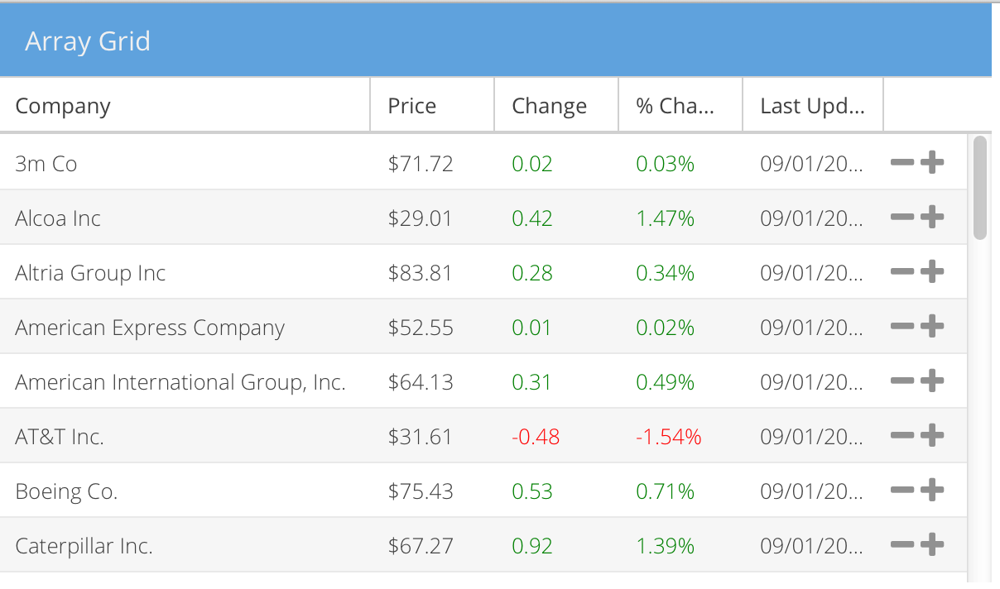 Array Grid
Company Price Change % Cha... Last Upd...
3m Co $71.72 0.02 0.03% 09/01/20...
Alcoa Inc $29.01 0.42 1.47% 09/01/20...
Altria Group Inc $83.81 0.28 0.34% 09/01/20...
American Express Company $52.55 0.01 0.02% 09/01/20...
American International Group, Inc. $64.13 0.31 0.49% 09/01/20...
AT&T Inc. $31.61 -0.48 -1.54% 09/01/20...
Boeing Co. $75.43 0.53 0.71% 09/01/20...
Caterpillar Inc. $67.27 0.92 1.39% 09/01/20...